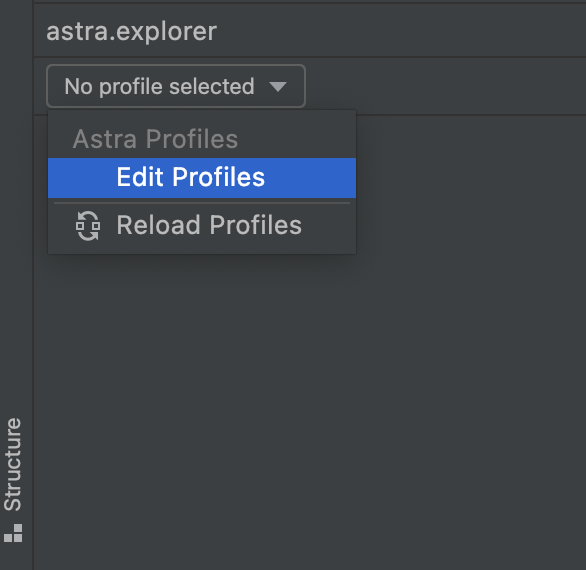 astra.explorer
No profile selected
Astra Profiles
Edit Profiles
Reload Profiles
Structure